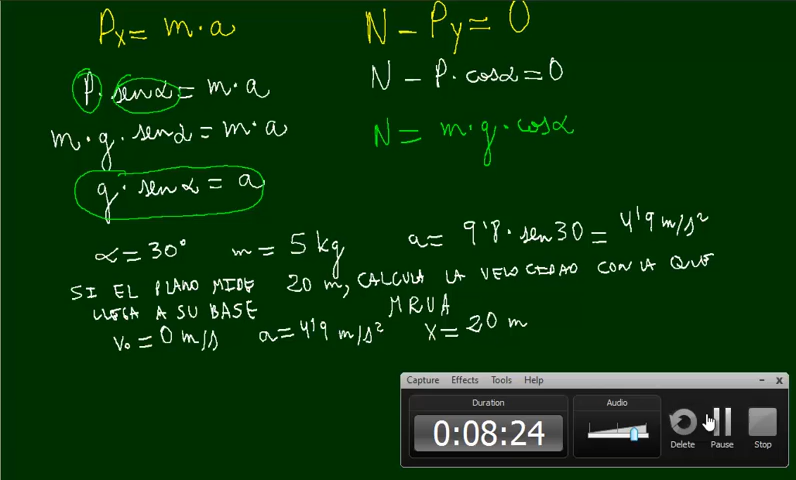 Px = m·a N - Py = 0
P·senα = m·a N - P·cosα = 0
m·g·senα = m·a N = m·g·cosα
g·senα = a
α = 30° m = 5 kg a = 9'8·sen30 = 4'9 m/s²
SI EL PLANO MIDE 20 m, CALCULA LA VELOCIDAD CON LA QUE
LLEGA A SU BASE MRUA
v₀ = 0 m/s a = 4'9 m/s² x = 20 m
Capture Effects Tools Help
Duration Audio
0:08:24
Delete Pause Stop